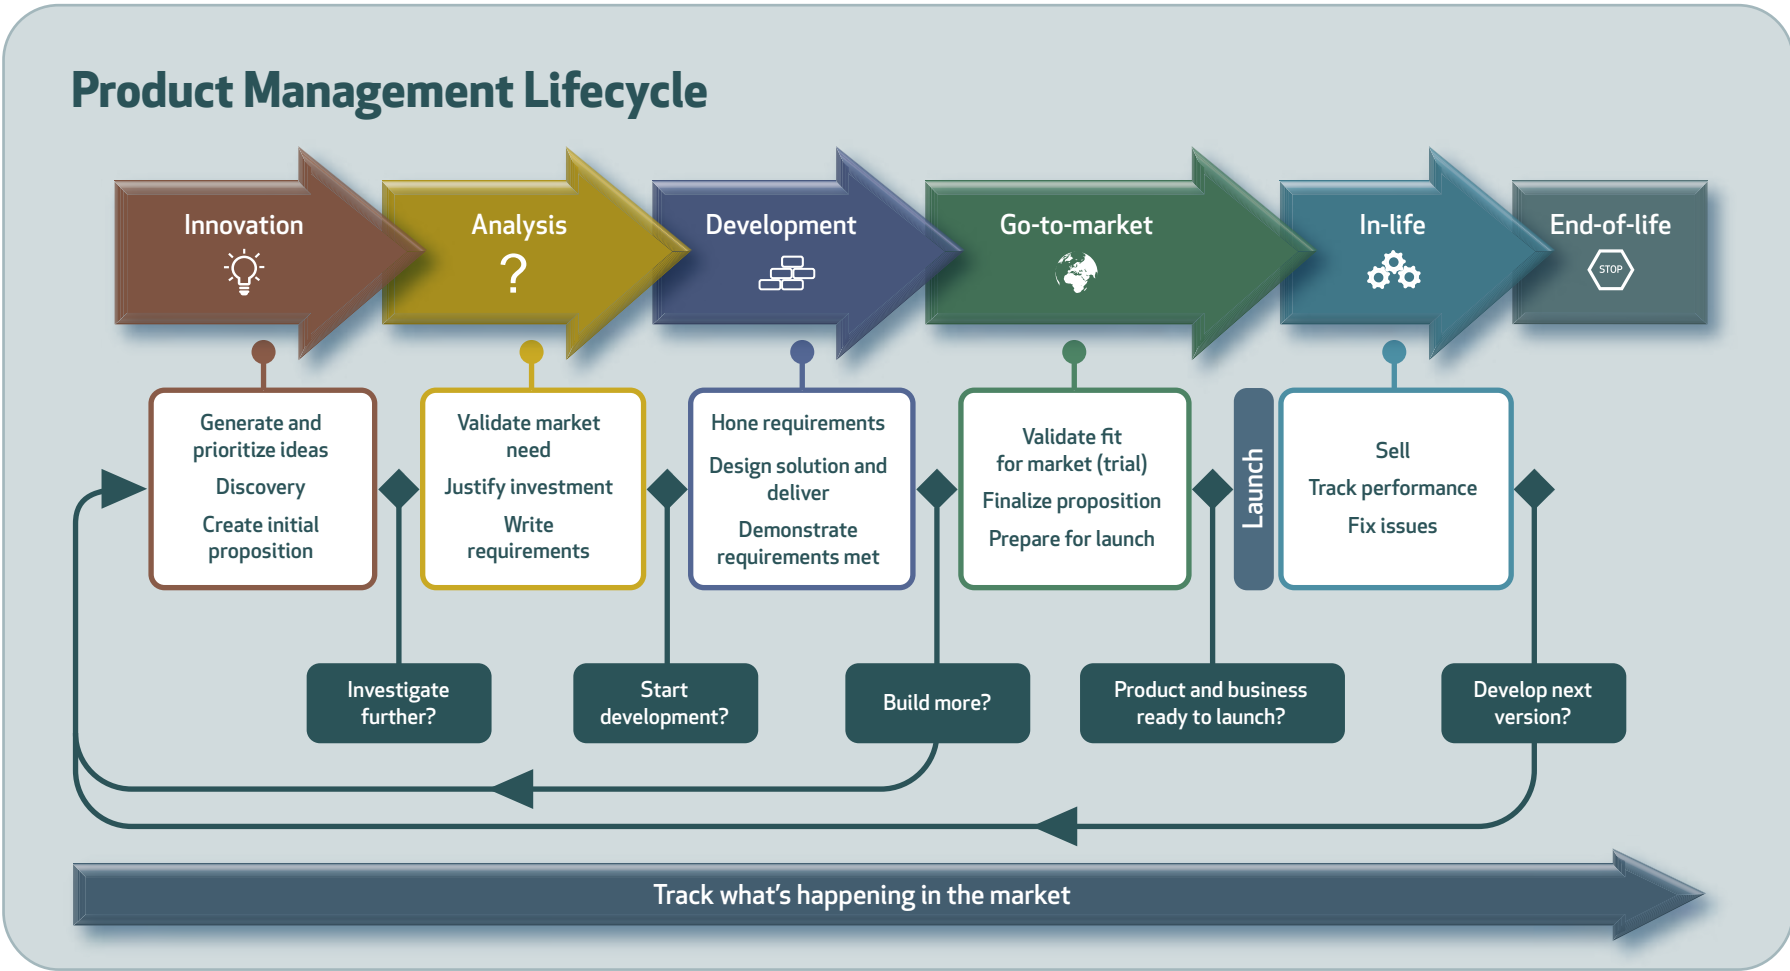 Product Management Lifecycle
Innovation
Analysis
?
Development
Go-to-market
In-life
End-of-life
STOP
Generate and
prioritize ideas
Discovery
Create initial
proposition
Validate market
need
Justify investment
Write
requirements
Hone requirements
Design solution and
deliver
Demonstrate
requirements met
Validate fit
for market (trial)
Finalize proposition
Prepare for launch
Launch
Sell
Track performance
Fix issues
Investigate
further?
Start
development?
Build more?
Product and business
ready to launch?
Develop next
version?
Track what’s happening in the market